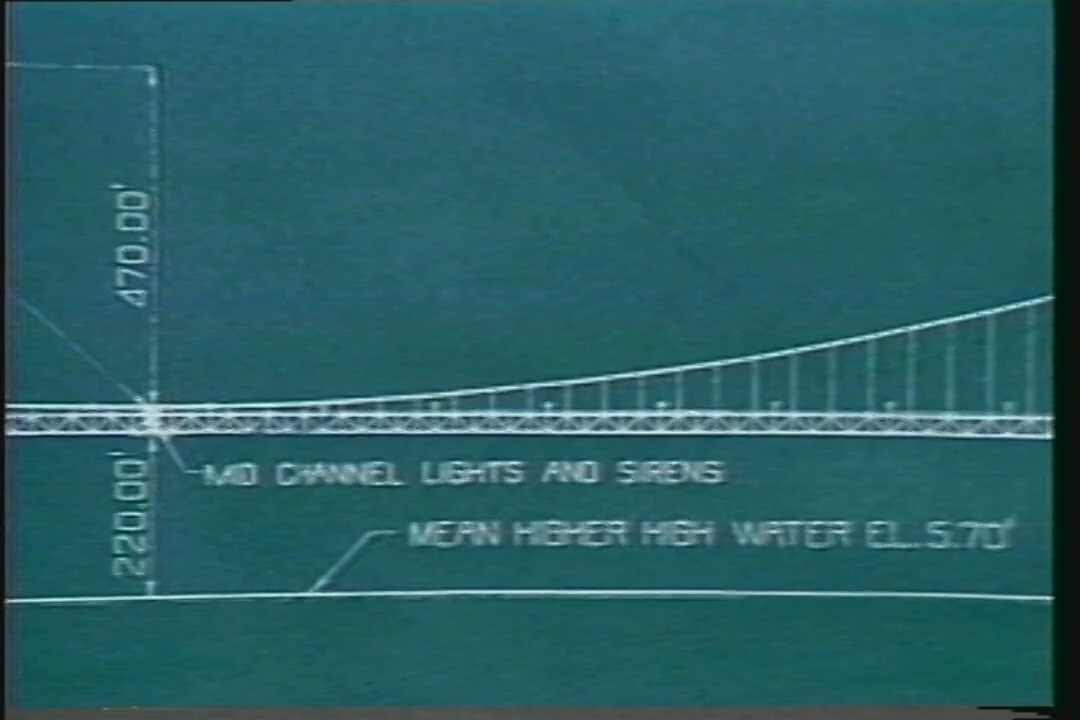 470.00'
MID CHANNEL LIGHTS AND SIRENS
220.00'
MEAN HIGHER HIGH WATER EL. 5.70'